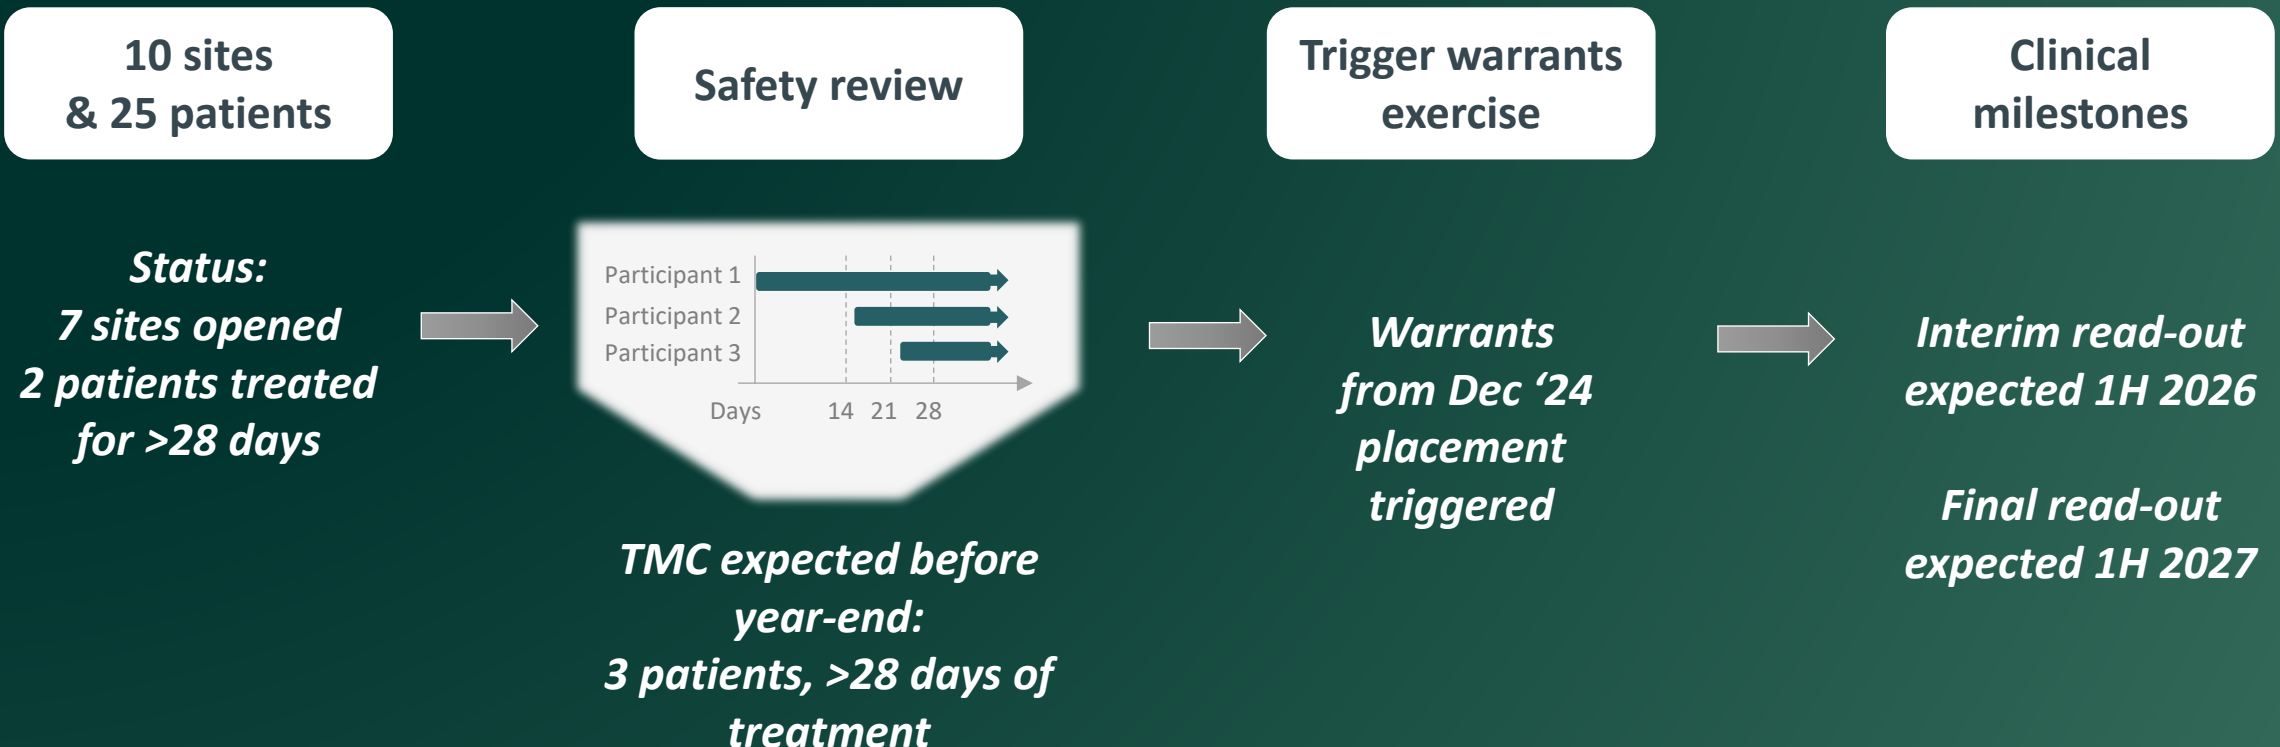 10 sites
& 25 patients
Safety review
Trigger warrants
exercise
Clinical
milestones
Status:
7 sites opened
2 patients treated
for >28 days
Participant 1
Participant 2
Participant 3
Days 14 21 28
TMC expected before
year-end:
3 patients, >28 days of
treatment
Warrants
from Dec ‘24
placement
triggered
Interim read-out
expected 1H 2026
Final read-out
expected 1H 2027